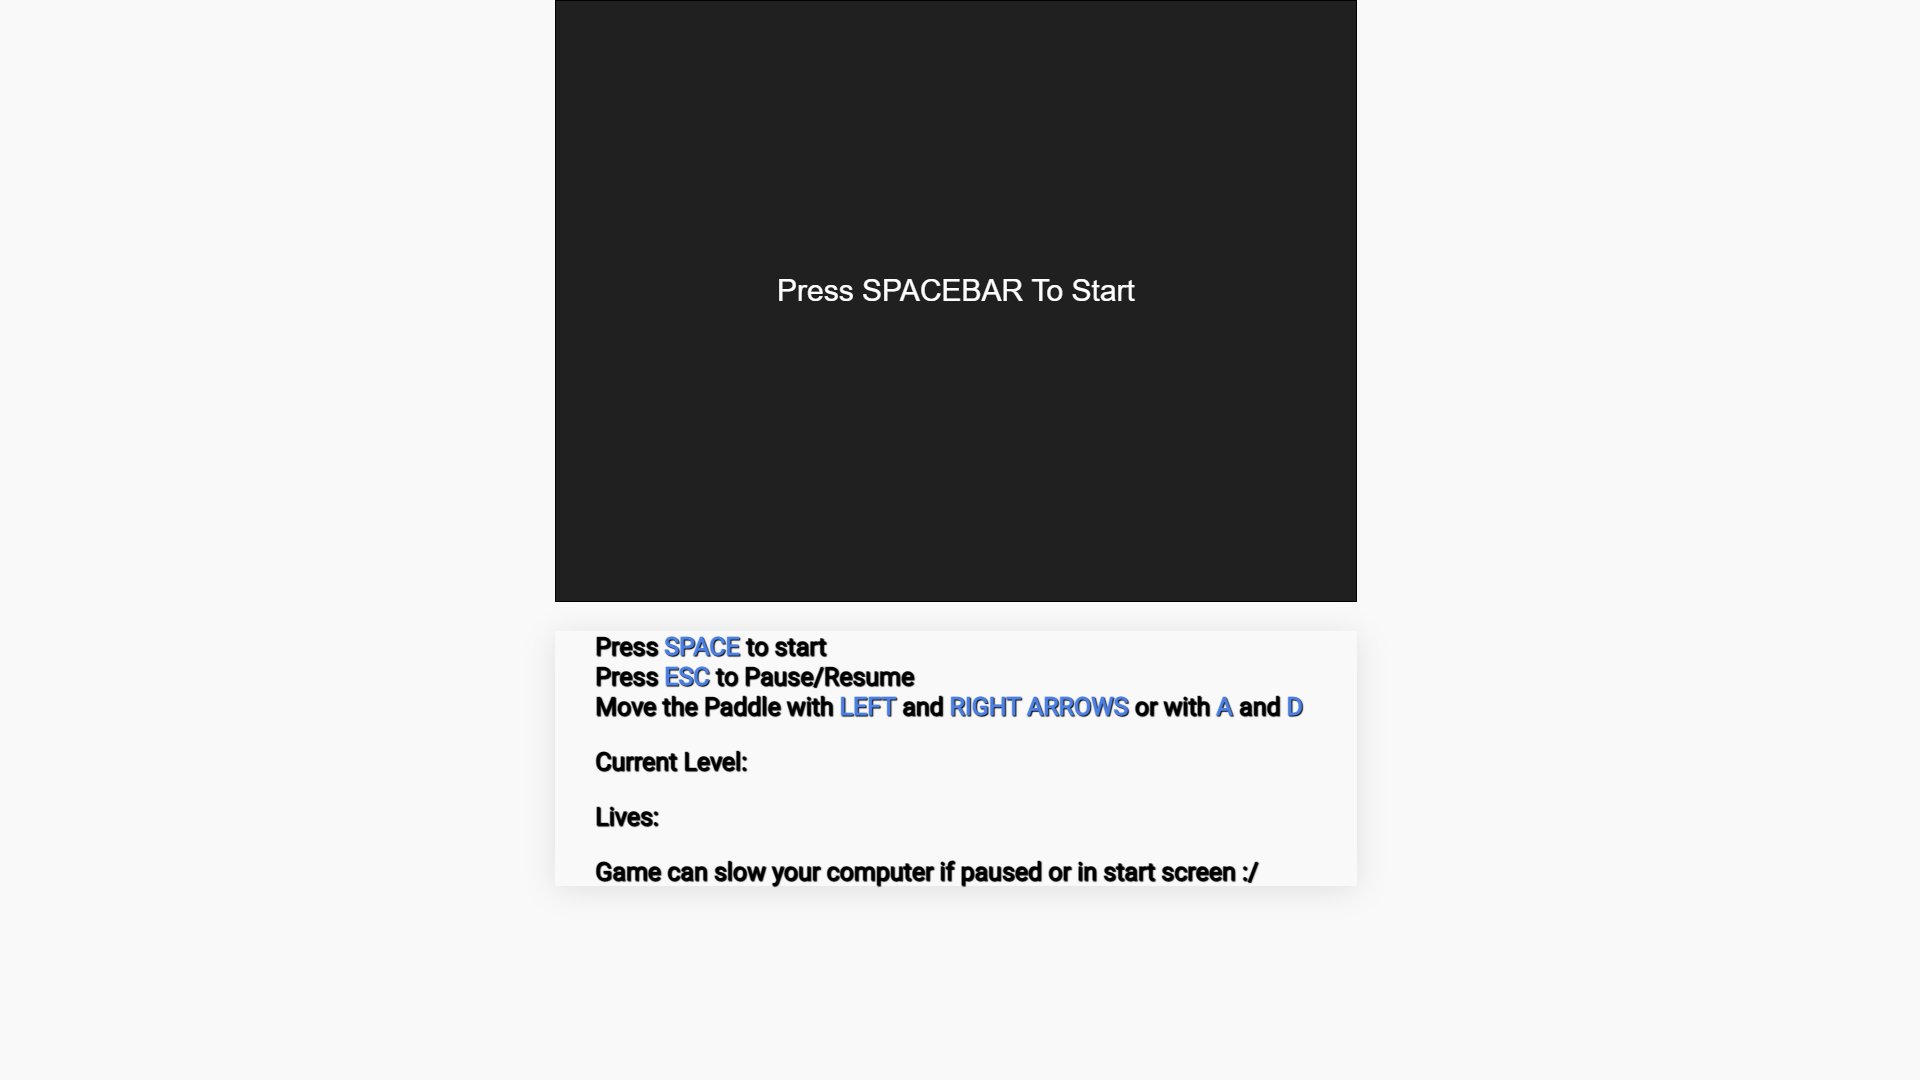 Press SPACEBAR To Start
Press SPACE to start
Press ESC to Pause/Resume
Move the Paddle with LEFT and RIGHT ARROWS or with A and D
Current Level:
Lives:
Game can slow your computer if paused or in start screen :/